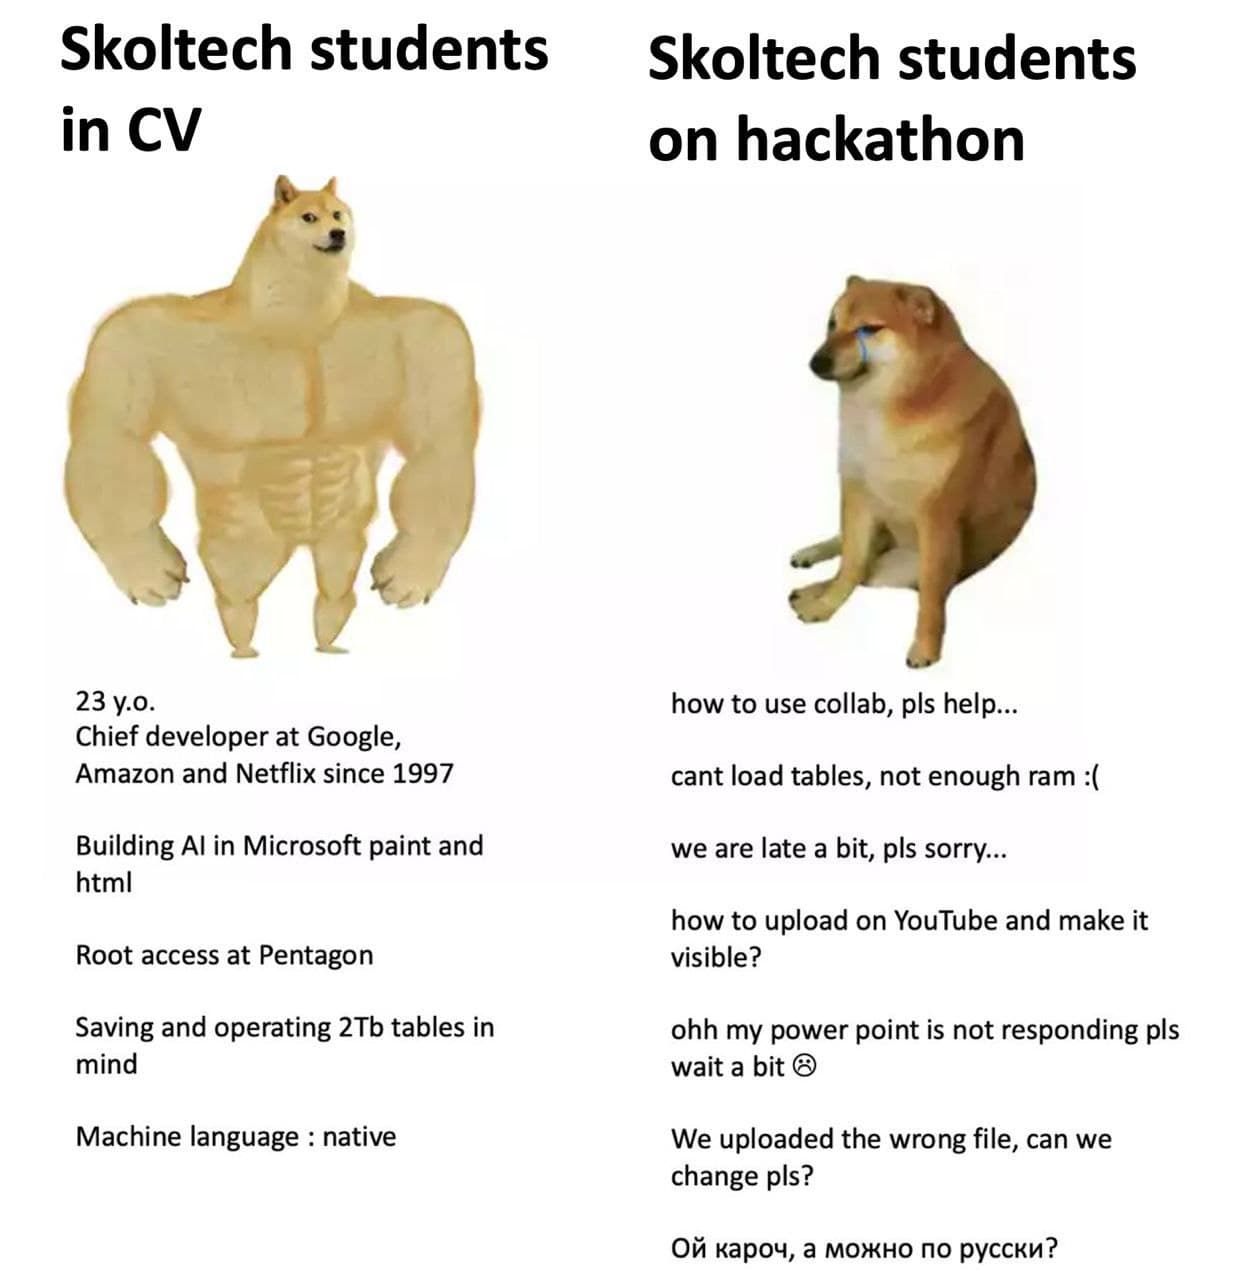 Skoltech students
in CV
Skoltech students
on hackathon
23 y.o.
Chief developer at Google,
Amazon and Netflix since 1997
Building AI in Microsoft paint and
html
Root access at Pentagon
Saving and operating 2Tb tables in
mind
Machine language : native
how to use collab, pls help...
cant load tables, not enough ram :(
we are late a bit, pls sorry...
how to upload on YouTube and make it
visible?
ohh my power point is not responding pls
wait a bit ☹
We uploaded the wrong file, can we
change pls?
Ой кароч, а можно по русски?